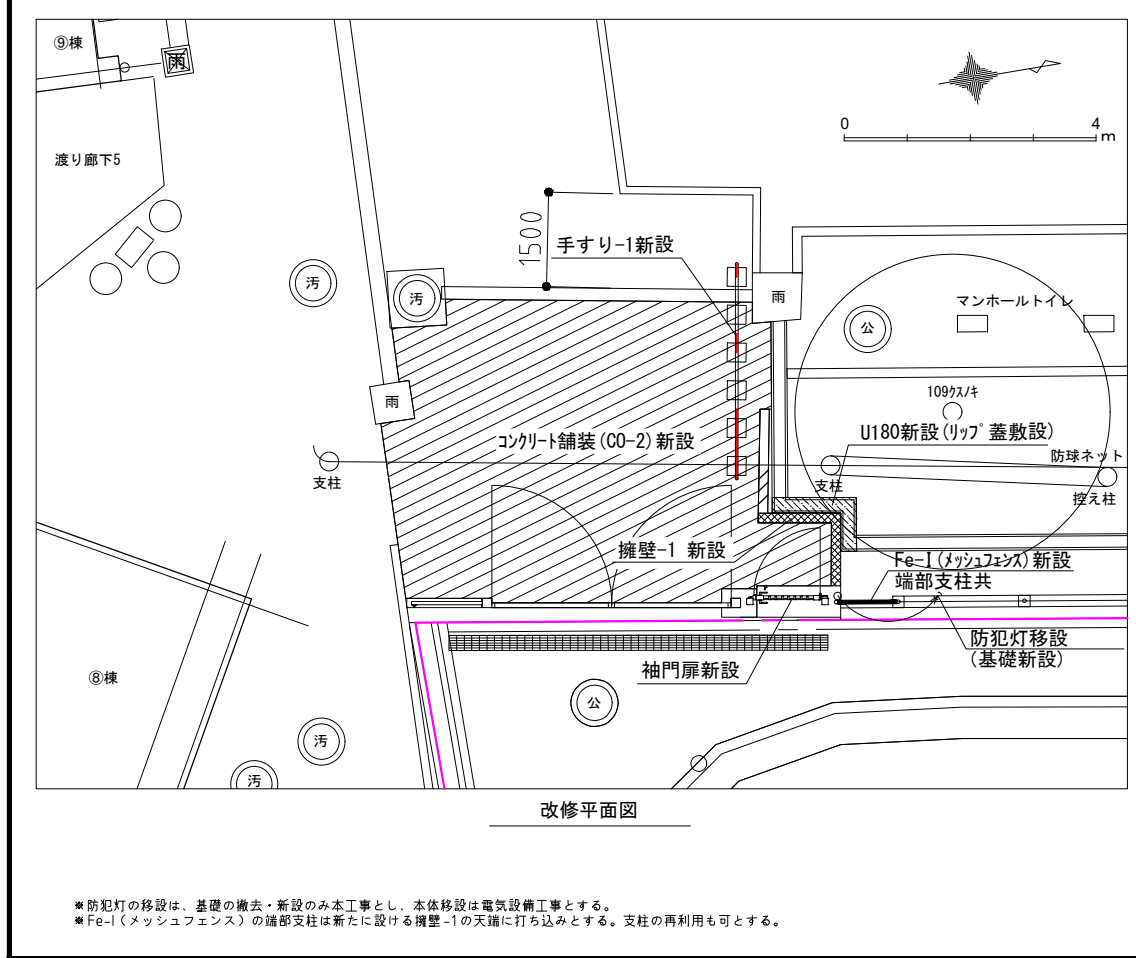 ⑨棟
雨
渡り廊下5
0
4
m
1500
手すり-1新設
汚
汚
雨
マンホールトイレ
公
雨
109クスノキ
コンクリート舗装(CO-2)新設
U180新設(リップ蓋敷設)
防球ネット
支柱
支柱
控え柱
擁壁-1 新設
Fe-I(メッシュフェンス)新設
端部支柱共
防犯灯移設
(基礎新設)
袖門扉新設
⑧棟
公
汚
汚
改修平面図
※防犯灯の移設は、基礎の撤去・新設のみ本工事とし、本体移設は電気設備工事とする。
※Fe-I(メッシュフェンス)の端部支柱は新たに設ける擁壁-1の天端に打ち込みとする。支柱の再利用も可とする。